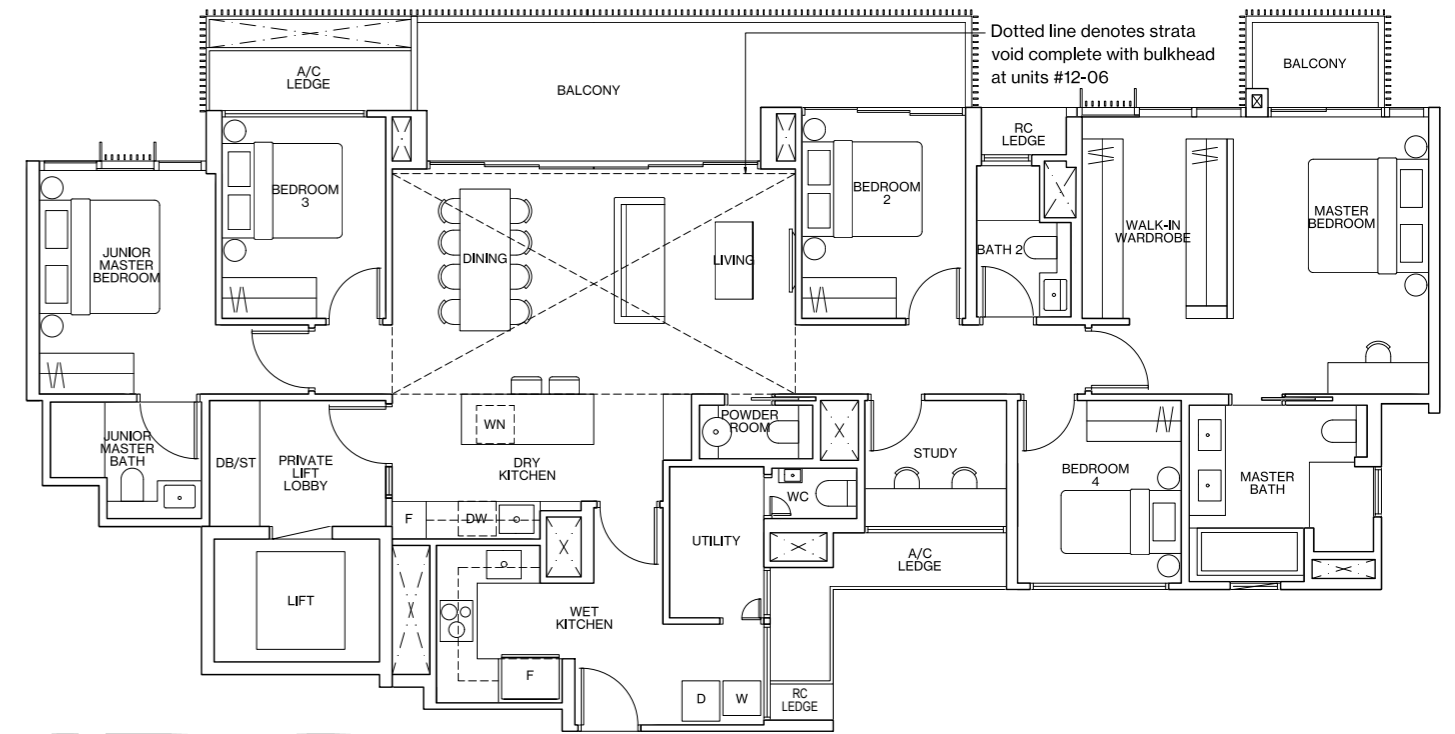 Dotted line denotes strata
void complete with bulkhead
at units #12-06
A/C
LEDGE
BALCONY
BALCONY
RC
LEDGE
BEDROOM
3
BEDROOM
2
JUNIOR
MASTER
BEDROOM
DINING
LIVING
BATH 2
WALK-IN
WARDROBE
MASTER
BEDROOM
WN
POWDER
ROOM
JUNIOR
MASTER
BATH
DB/ST
PRIVATE
LIFT
LOBBY
DRY
KITCHEN
STUDY
BEDROOM
4
MASTER
BATH
WC
F
DW
UTILITY
A/C
LEDGE
LIFT
WET
KITCHEN
F
D
W
RC
LEDGE